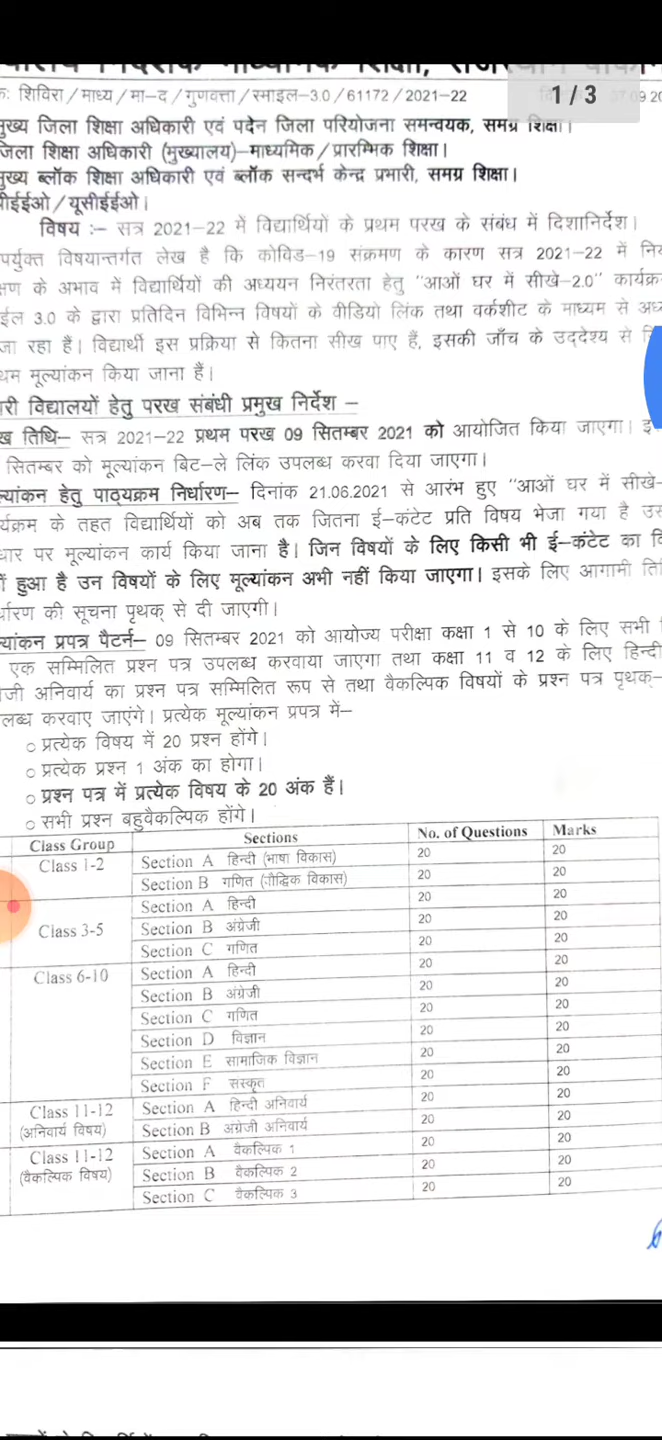 निदेशक माध्यमिक शिक्षा,
शिविरा/माध्य/मा-द/गुणवत्ता/स्माइल-3.0/61172/2021-22
1 / 3
मुख्य जिला शिक्षा अधिकारी एवं पदेन जिला परियोजना समन्वयक, समग्र शिक्षा।
जिला शिक्षा अधिकारी (मुख्यालय)-माध्यमिक/प्रारम्भिक शिक्षा।
मुख्य ब्लॉक शिक्षा अधिकारी एवं ब्लॉक सन्दर्भ केन्द्र प्रभारी, समग्र शिक्षा।
पीईईओ/यूसीईईओ।
विषय :- सत्र 2021-22 में विद्यार्थियों के प्रथम परख के संबंध में दिशानिर्देश।
पर्युक्त विषयान्तर्गत लेख है कि कोविड-19 संक्रमण के कारण सत्र 2021-22 में
के अभाव में विद्यार्थियों की अध्ययन निरंतरता हेतु "आओं घर में सीखे-2.0" कार्यक्र
ईल 3.0 के द्वारा प्रतिदिन विभिन्न विषयों के वीडियो लिंक तथा वर्कशीट के माध्यम से
जा रहा हैं। विद्यार्थी इस प्रक्रिया से कितना सीख पाए हैं, इसकी जाँच के उद्देश्य से
थम मूल्यांकन किया जाना हैं।
री विद्यालयों हेतु परख संबंधी प्रमुख निर्देश –
ख तिथि– सत्र 2021-22 प्रथम परख 09 सितम्बर 2021 को आयोजित किया जाएगा।
सितम्बर को मूल्यांकन बिट-ले लिंक उपलब्ध करवा दिया जाएगा।
ल्यांकन हेतु पाठ्यक्रम निर्धारण– दिनांक 21.06.2021 से आरंभ हुए "आओं घर में सीखे-
र्यक्रम के तहत विद्यार्थियों को अब तक जितना ई-कंटेट प्रति विषय भेजा गया है
धार पर मूल्यांकन कार्य किया जाना है। जिन विषयों के लिए किसी भी ई-कंटेट का
हुआ है उन विषयों के लिए मूल्यांकन अभी नहीं किया जाएगा। इसके लिए आगामी
र्धारण की सूचना पृथक् से दी जाएगी।
ल्यांकन प्रपत्र पैटर्न– 09 सितम्बर 2021 को आयोज्य परीक्षा कक्षा 1 से 10 के लिए सभी
एक सम्मिलित प्रश्न पत्र उपलब्ध करवाया जाएगा तथा कक्षा 11 व 12 के लिए हिन्दी
जी अनिवार्य का प्रश्न पत्र सम्मिलित रूप से तथा वैकल्पिक विषयों के प्रश्न पत्र पृथक्-
लब्ध करवाए जाएंगे। प्रत्येक मूल्यांकन प्रपत्र में–
○ प्रत्येक विषय में 20 प्रश्न होंगे।
○ प्रत्येक प्रश्न 1 अंक का होगा।
○ प्रश्न पत्र में प्रत्येक विषय के 20 अंक हैं।
○ सभी प्रश्न बहुवैकल्पिक होंगे।
Class Group Sections No. of Questions Marks
Class 1-2 Section A हिन्दी (भाषा विकास) 20 20
Section B गणित (बौद्धिक विकास) 20 20
Class 3-5 Section A हिन्दी 20 20
Section B अंग्रेजी 20 20
Section C गणित 20 20
Class 6-10 Section A हिन्दी 20 20
Section B अंग्रेजी 20 20
Section C गणित 20 20
Section D विज्ञान 20 20
Section E सामाजिक विज्ञान 20 20
Section F संस्कृत 20 20
Class 11-12 Section A हिन्दी अनिवार्य 20 20
(अनिवार्य विषय) Section B अंग्रेजी अनिवार्य 20 20
Class 11-12 Section A वैकल्पिक 1 20 20
(वैकल्पिक विषय) Section B वैकल्पिक 2 20 20
Section C वैकल्पिक 3 20 20